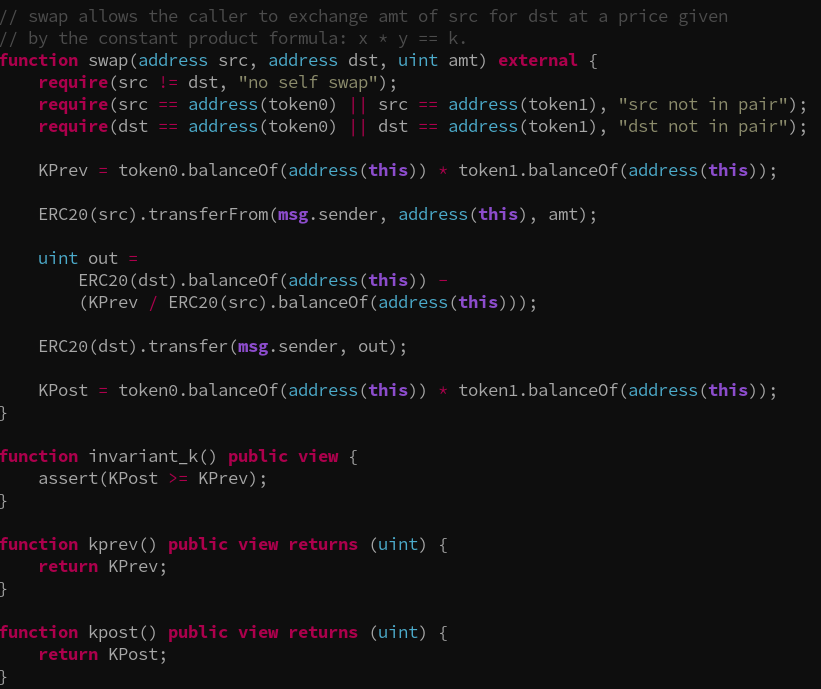 // swap allows the caller to exchange amt of src for dst at a price given
// by the constant product formula: x * y == k.
function swap(address src, address dst, uint amt) external {
    require(src != dst, "no self swap");
    require(src == address(token0) || src == address(token1), "src not in pair");
    require(dst == address(token0) || dst == address(token1), "dst not in pair");

    KPrev = token0.balanceOf(address(this)) * token1.balanceOf(address(this));

    ERC20(src).transferFrom(msg.sender, address(this), amt);

    uint out =
        ERC20(dst).balanceOf(address(this)) -
        (KPrev / ERC20(src).balanceOf(address(this)));

    ERC20(dst).transfer(msg.sender, out);

    KPost = token0.balanceOf(address(this)) * token1.balanceOf(address(this));
}

function invariant_k() public view {
    assert(KPost >= KPrev);
}

function kprev() public view returns (uint) {
    return KPrev;
}

function kpost() public view returns (uint) {
    return KPost;
}